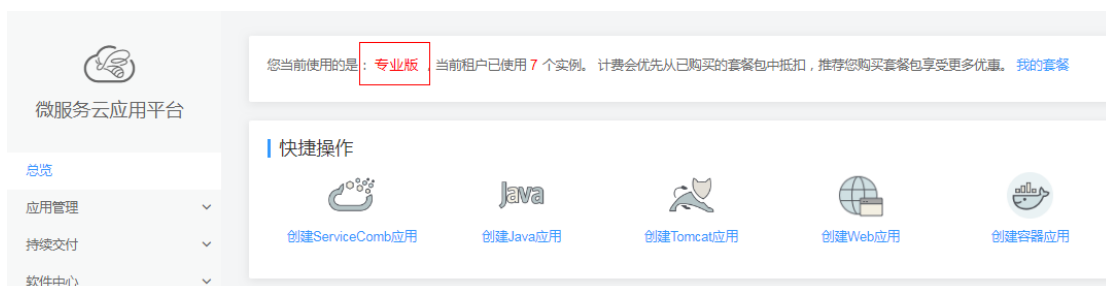 微服务云应用平台
总览
应用管理
持续交付
软件中心
您当前使用的是：专业版，当前租户已使用 7 个实例。 计费会优先从已购买的套餐包中抵扣，推荐您购买套餐包享受更多优惠。 我的套餐
快捷操作
Java
创建ServiceComb应用
创建Java应用
创建Tomcat应用
创建Web应用
创建容器应用